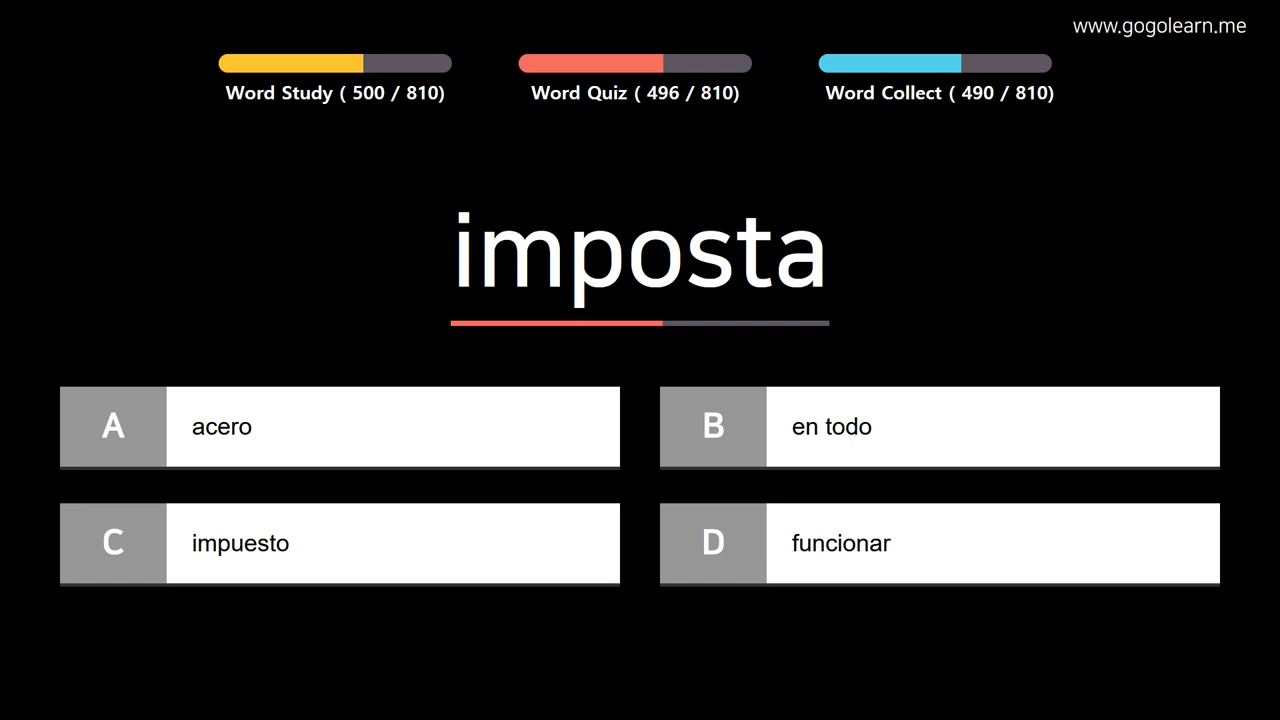 www.gogolearn.me
Word Study ( 500 / 810)
Word Quiz ( 496 / 810)
Word Collect ( 490 / 810)
imposta
A acero
B en todo
C impuesto
D funcionar